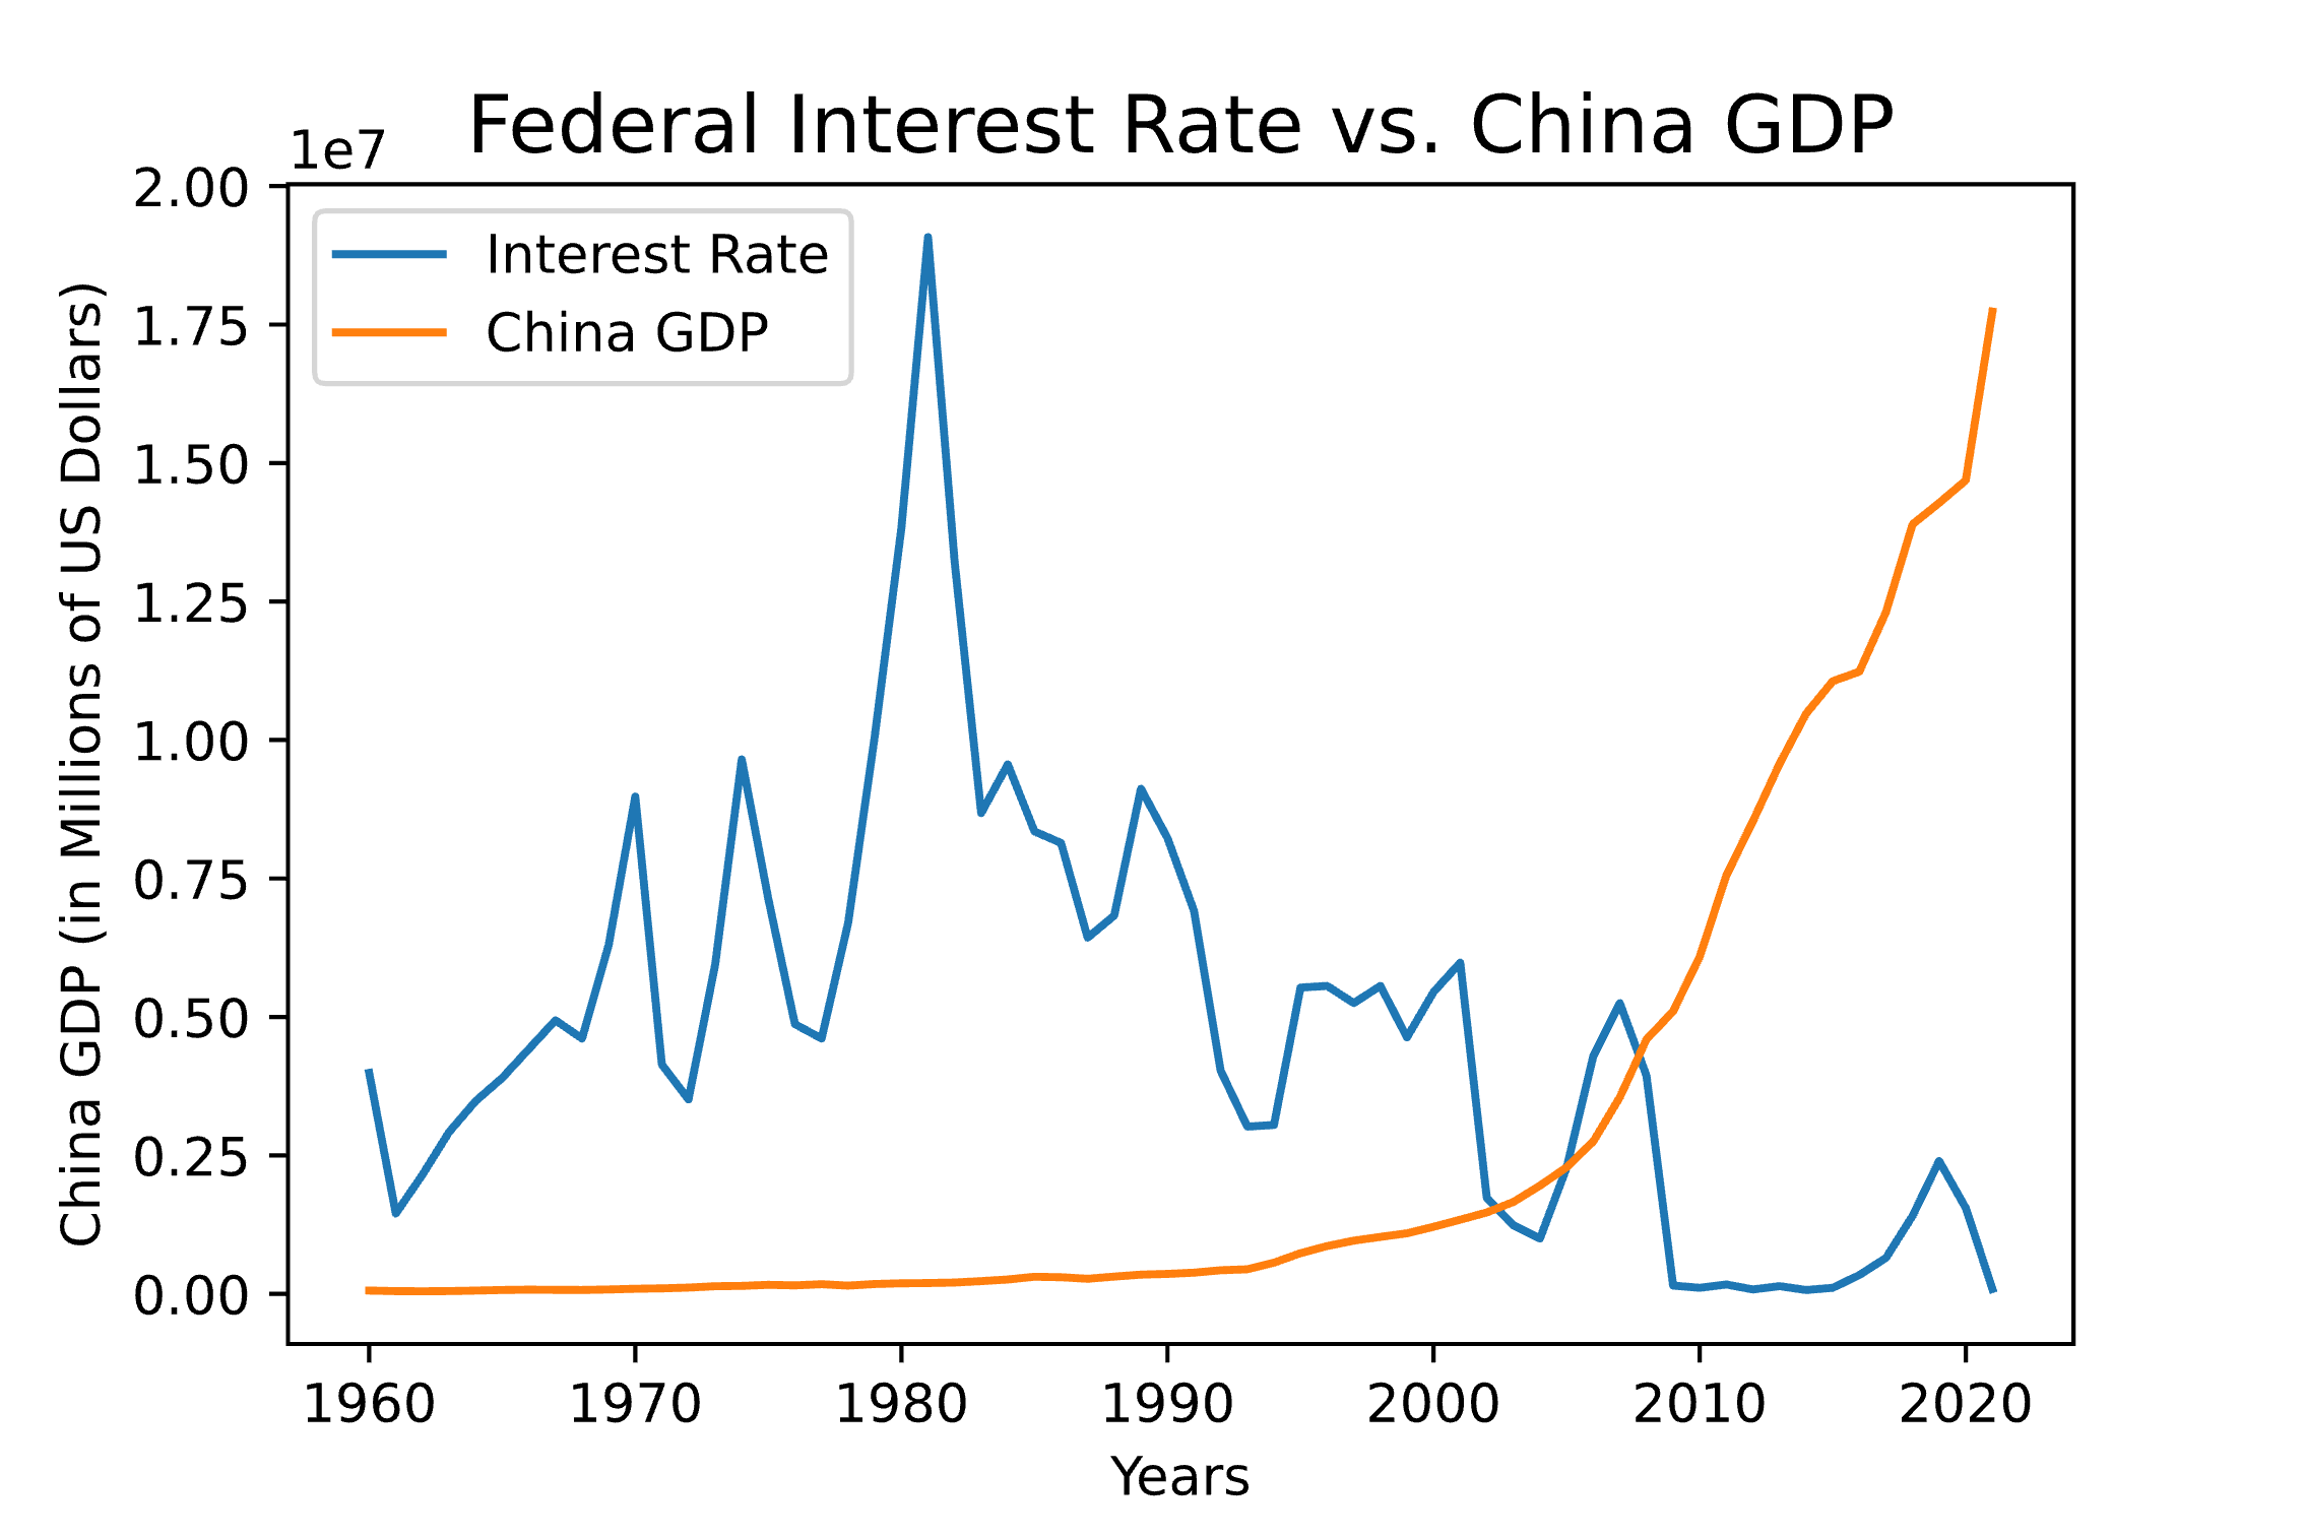 Federal Interest Rate vs. China GDP
1e7
2.00
1.75
1.50
1.25
1.00
0.75
0.50
0.25
0.00
China GDP (in Millions of US Dollars)
Interest Rate
China GDP
1960 1970 1980 1990 2000 2010 2020
Years